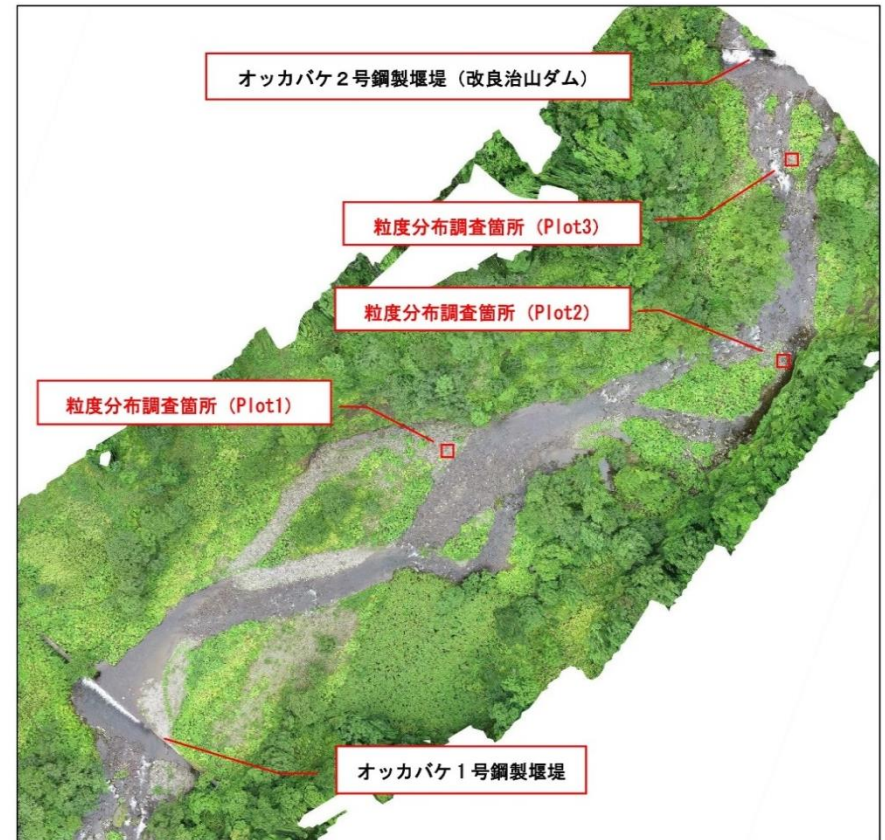 オッカバケ２号鋼製堰堤（改良治山ダム）
粒度分布調査箇所（Plot3）
粒度分布調査箇所（Plot2）
粒度分布調査箇所（Plot1）
オッカバケ１号鋼製堰堤